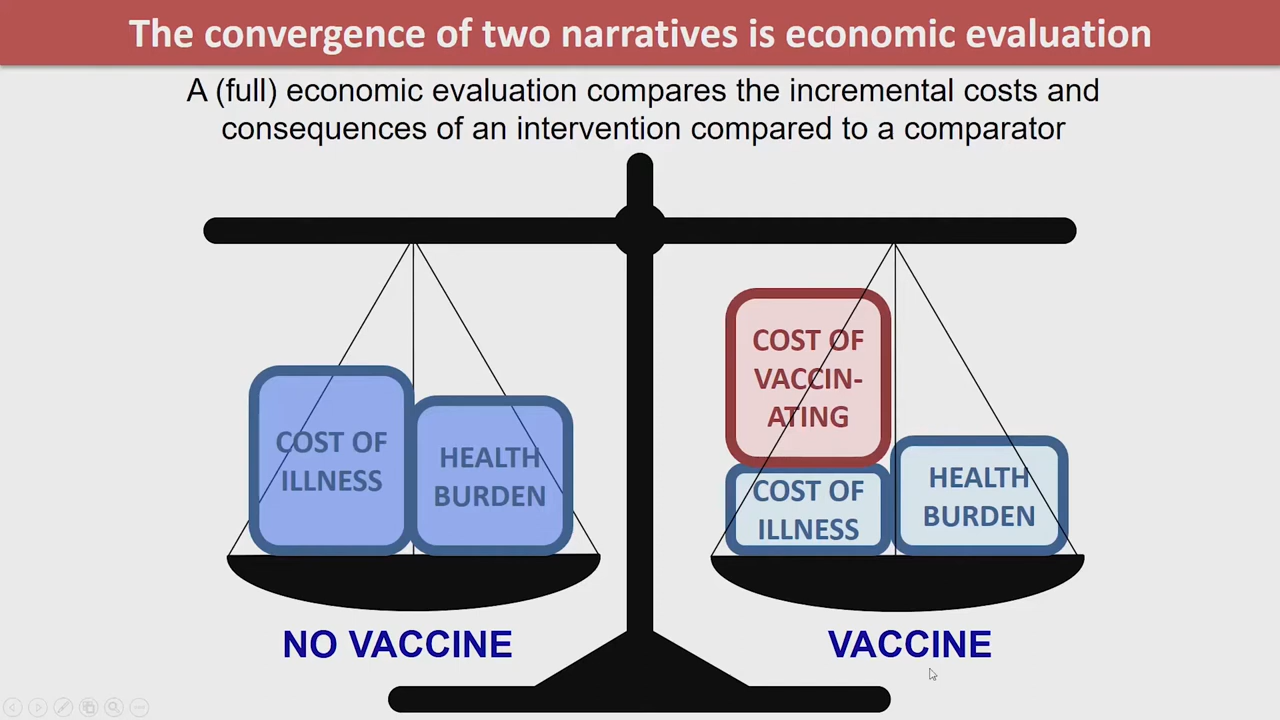 The convergence of two narratives is economic evaluation
A (full) economic evaluation compares the incremental costs and
consequences of an intervention compared to a comparator
COST OF
ILLNESS
HEALTH
BURDEN
COST OF
VACCIN-
ATING
COST OF
ILLNESS
HEALTH
BURDEN
NO VACCINE
VACCINE